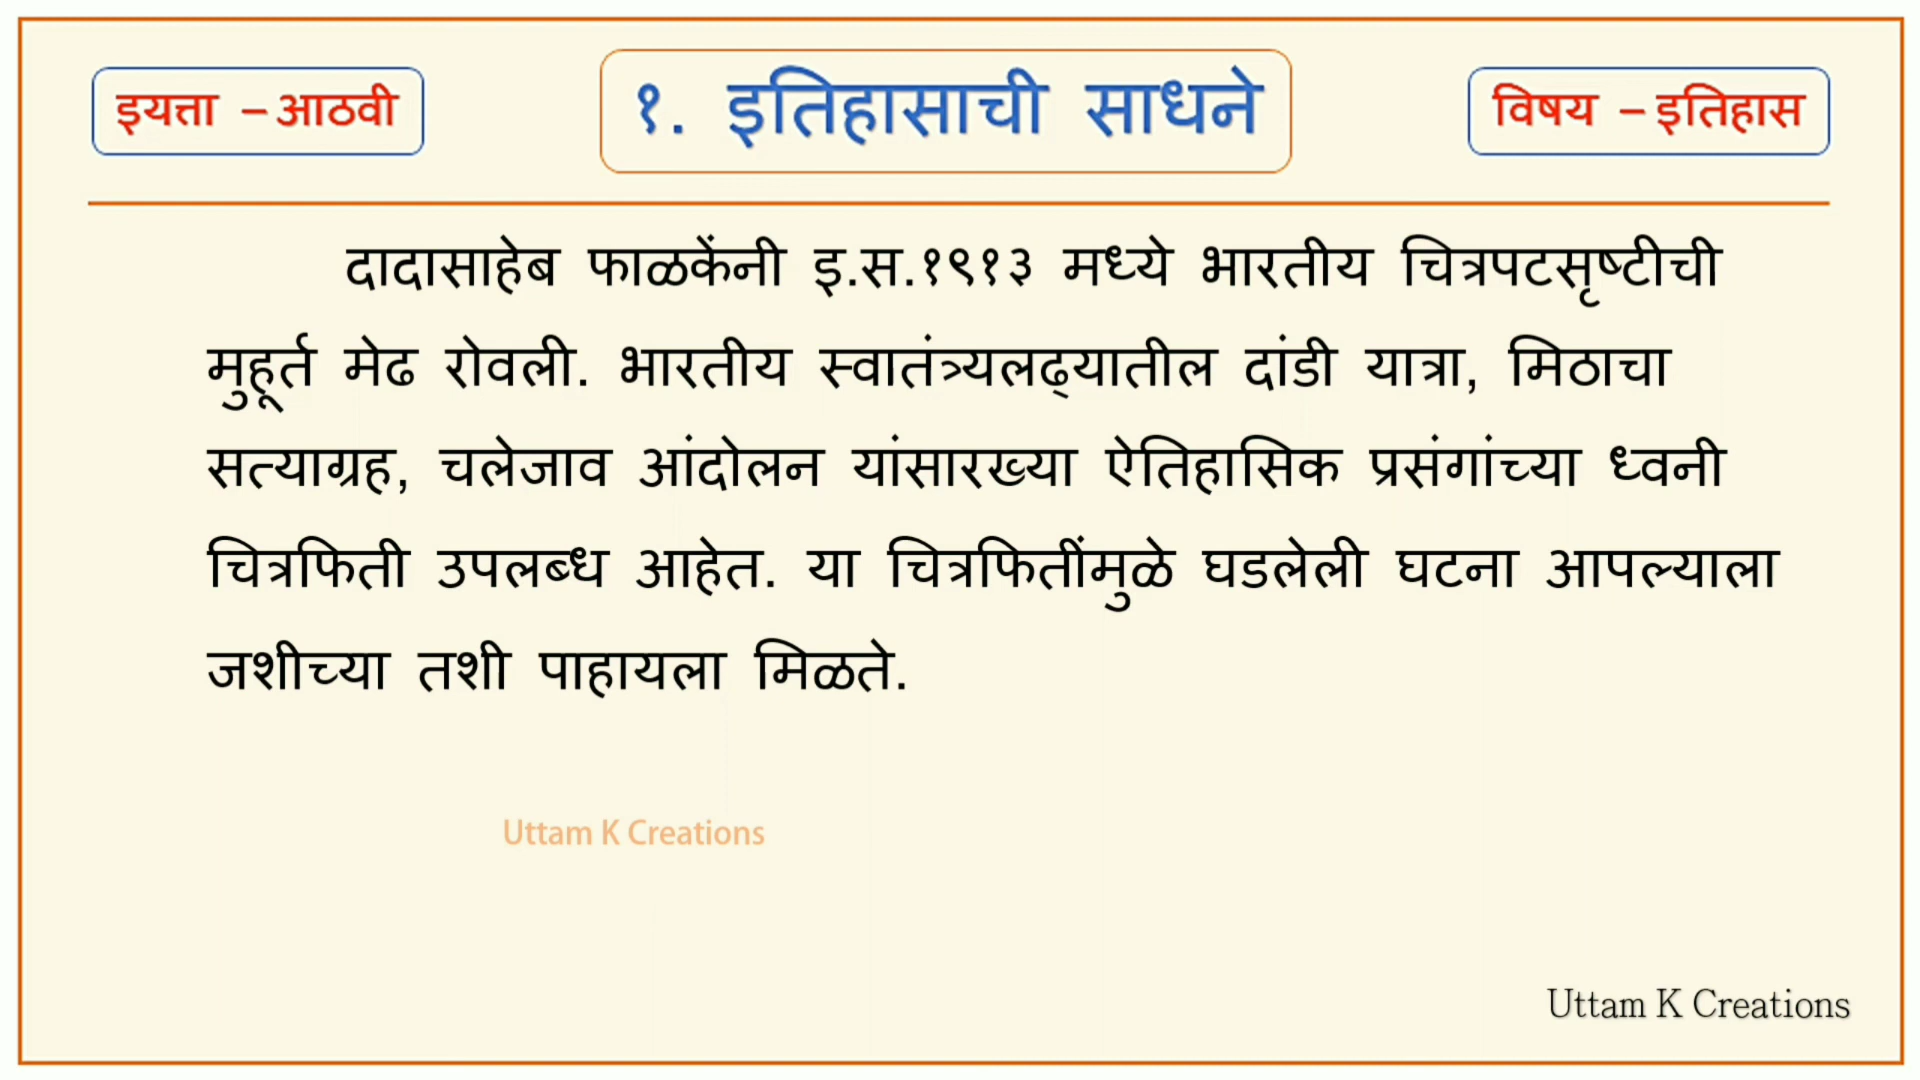 इयत्ता – आठवी
१. इतिहासाची साधने
विषय – इतिहास
दादासाहेब फाळकेंनी इ.स.१९१३ मध्ये भारतीय चित्रपटसृष्टीची
मुहूर्त मेढ रोवली. भारतीय स्वातंत्र्यलढ्यातील दांडी यात्रा, मिठाचा
सत्याग्रह, चलेजाव आंदोलन यांसारख्या ऐतिहासिक प्रसंगांच्या ध्वनी
चित्रफिती उपलब्ध आहेत. या चित्रफितींमुळे घडलेली घटना आपल्याला
जशीच्या तशी पाहायला मिळते.
Uttam K Creations
Uttam K Creations